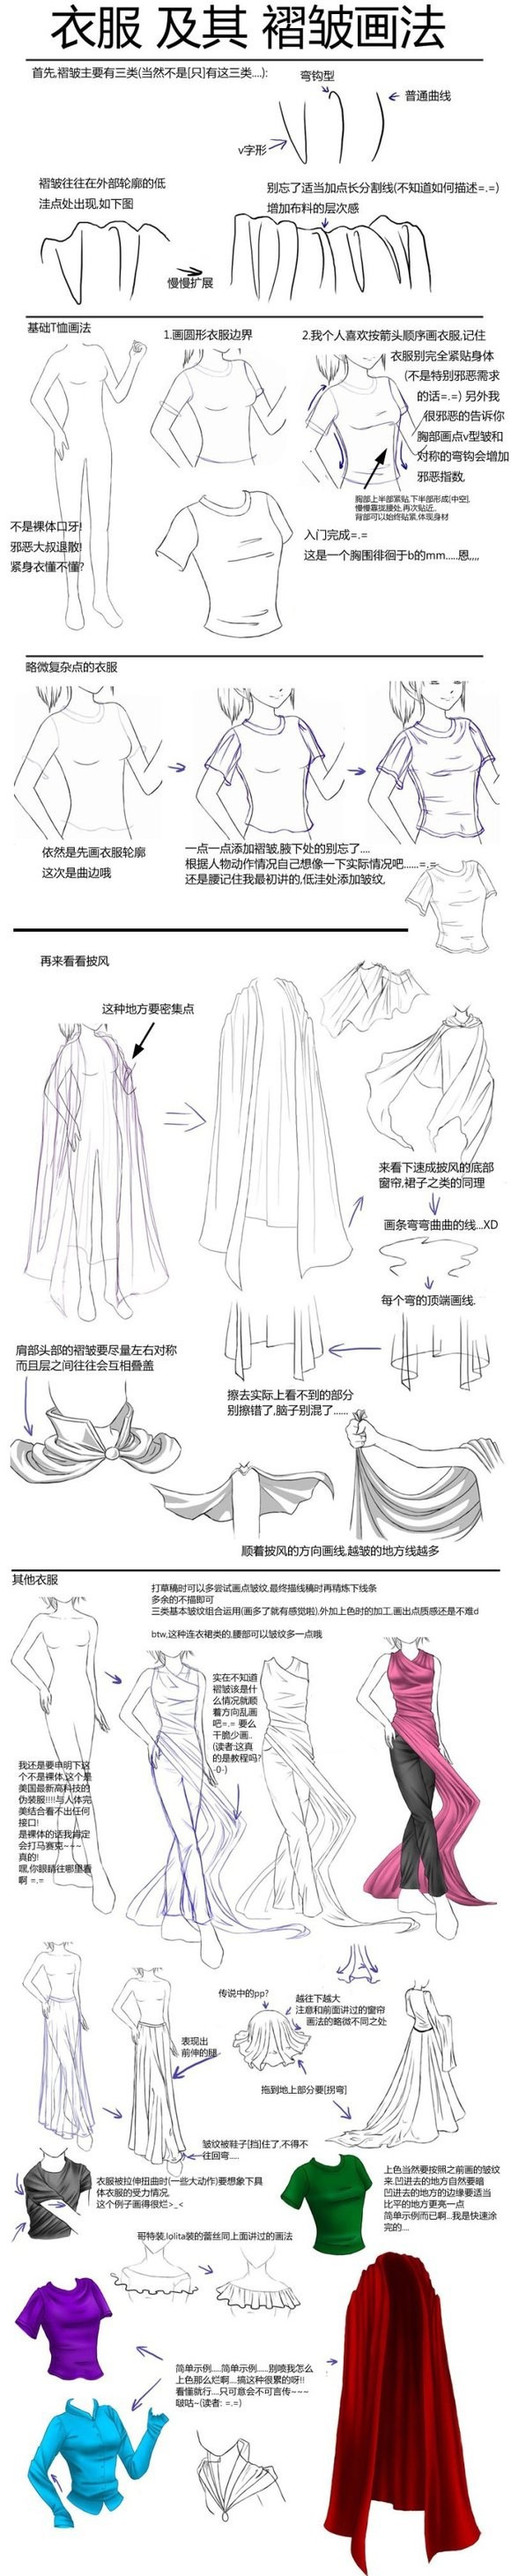 衣服 及其 褶皱画法
首先,褶皱主要有三类(当然不是[只]有这三类....):
弯钩型
普通曲线
v字形
褶皱往往在外部轮廓的低
洼点处出现,如下图
别忘了适当加点长分割线(不知道如何描述=.=)
增加布料的层次感
慢慢扩展
基础T恤画法
1.画圆形衣服边界
2.我个人喜欢按箭头顺序画衣服,记住
衣服别完全紧贴身体
(不是特别邪恶需求
的话=.=) 另外我
很邪恶的告诉你
胸部画点v型皱和
对称的弯钩会增加
邪恶指数,
胸部上半部紧贴,下半部形成[中空],
慢慢靠拢腰处,再次贴近,
背部可以始终贴紧,体现身材
不是裸体口牙!
邪恶大叔退散!
紧身衣懂不懂?
入门完成=.=
这是一个胸围徘徊于b的mm.....恩,,,,
略微复杂点的衣服
依然是先画衣服轮廓
这次是曲边哦
一点一点添加褶皱,腋下处的别忘了....
根据人物动作情况自己想像一下实际情况吧......=.=
还是腰记住我最初讲的,低洼处添加皱纹,
再来看看披风
这种地方要密集点
来看下速成披风的底部
窗帘,裙子之类的同理
画条弯弯曲曲的线...XD
每个弯的顶端画线.
肩部头部的褶皱要尽量左右对称
而且层之间往往会互相叠盖
擦去实际上看不到的部分
别擦错了,脑子别混了......
顺着披风的方向画线,越皱的地方线越多
其他衣服
打草稿时可以多尝试画点皱纹,最终描线稿时再精炼下线条
多余的不描即可
三类基本皱纹组合运用(画多了就有感觉啦),外加上色时的加工,画出点质感还是不难d
btw,这种连衣裙类的,腰部可以皱纹多一点哦
实在不知道
褶皱该是什
么情况就顺
着方向乱画
吧=.= 要么
干脆少画..
(读者:这真
的是教程吗?
-0-)
我还是要申明下这
个不是裸体,这个是
美国最新高科技的
伪装服!!!!与人体完
美结合看不出任何
接口!
是裸体的话我肯定
会打马赛克~~~
真的!
嘿,你眼睛往哪里看
啊 =.=
传说中的pp?
越往下越大
注意和前面讲过的窗帘
画法的略微不同之处
表现出
前伸的腿
拖到地上部分要[拐弯]
皱纹被鞋子[挡]住了,不得不
往回弯.....
衣服被拉伸扭曲时(一些大动作)要想象下具
体衣服的受力情况,
这个例子画得很烂>_<
上色当然要按照之前画的皱纹
来,凹进去的地方自然要暗
凹进去的地方的边缘要适当
比平的地方更亮一点
简单示例而已啊...我是快速涂
完的....
哥特装,lolita装的蕾丝同上面讲过的画法
简单示例.....简单示例.....别喷我怎么
上色那么烂啊....搞这种很累的呀!!
看懂就行....只可意会不可言传~~~
啵咕~(读者: =.=)